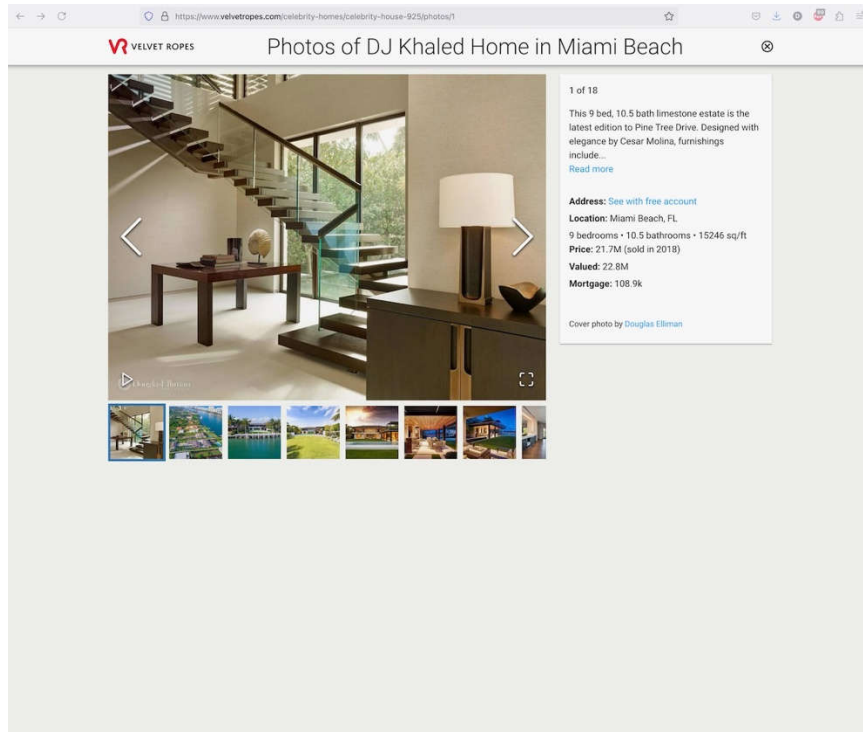 https://www.velvetropes.com/celebrity-homes/celebrity-house-925/photos/1
VR VELVET ROPES
Photos of DJ Khaled Home in Miami Beach
1 of 18
This 9 bed, 10.5 bath limestone estate is the
latest edition to Pine Tree Drive. Designed with
elegance by Cesar Molina, furnishings
include...
Read more
Address: See with free account
Location: Miami Beach, FL
9 bedrooms • 10.5 bathrooms • 15246 sq/ft
Price: 21.7M (sold in 2018)
Valued: 22.8M
Mortgage: 108.9k
Cover photo by Douglas Elliman
Douglas Elliman